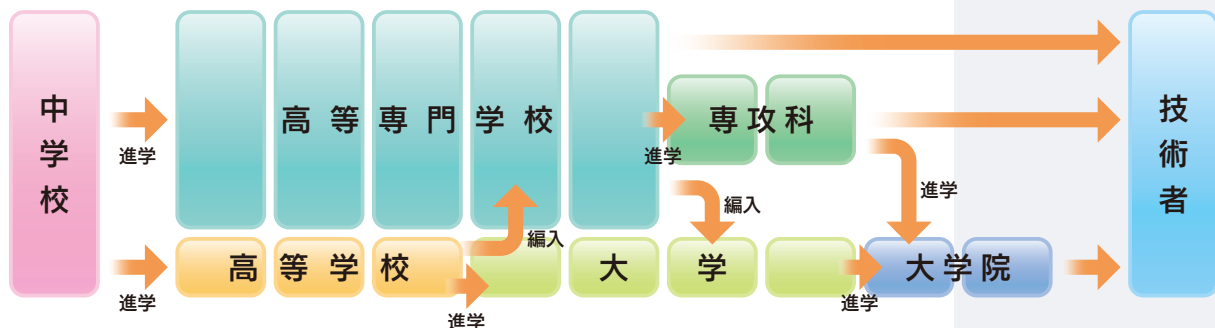 中学校
進学
進学
高等専門学校
高等学校
編入
進学
大学
進学
専攻科
編入
進学
進学
大学院
技術者